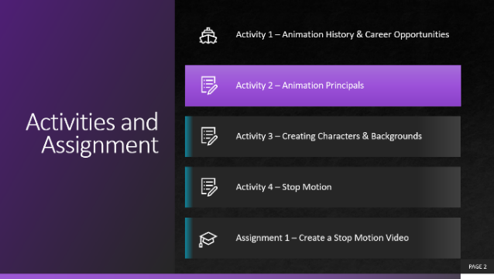 Activity 1 – Animation History & Career Opportunities
Activity 2 – Animation Principals
Activities and
Assignment
Activity 3 – Creating Characters & Backgrounds
Activity 4 – Stop Motion
Assignment 1 – Create a Stop Motion Video
PAGE 2